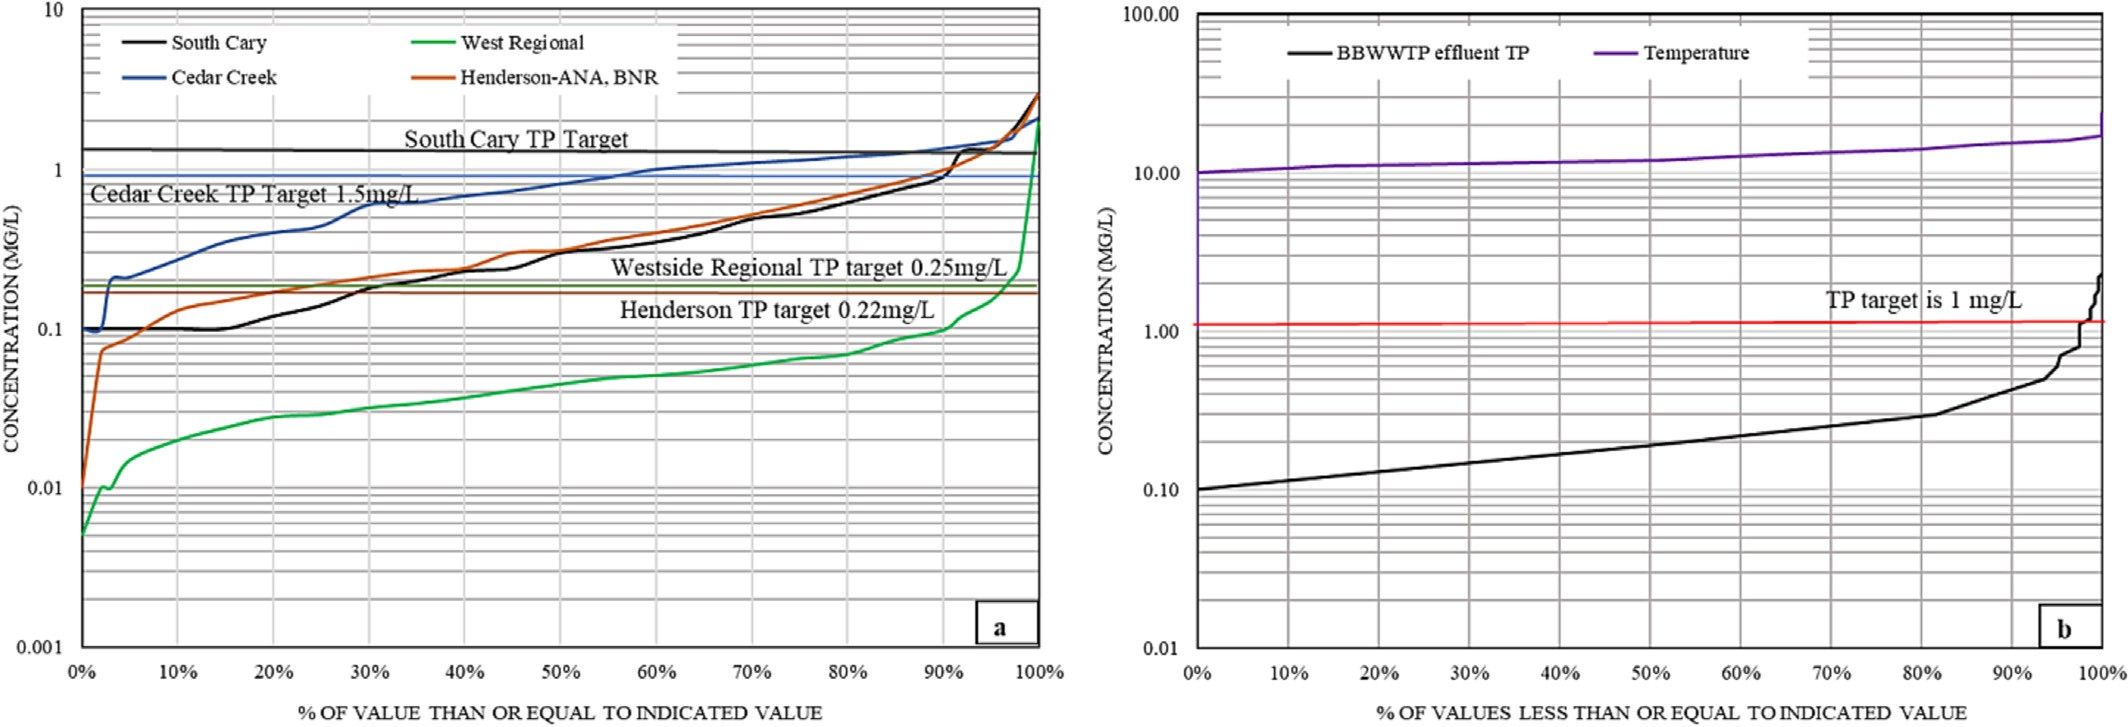 10
1
0.1
0.01
0.001
CONCENTRATION (MG/L)
South Cary
West Regional
Cedar Creek
Henderson-ANA, BNR
South Cary TP Target
Cedar Creek TP Target 1.5mg/L
Westside Regional TP target 0.25mg/L
Henderson TP target 0.22mg/L
a
0% 10% 20% 30% 40% 50% 60% 70% 80% 90% 100%
% OF VALUE THAN OR EQUAL TO INDICATED VALUE
100.00
10.00
1.00
0.10
0.01
CONCENTRATION (MG/L)
BBWWTP effluent TP
Temperature
TP target is 1 mg/L
b
0% 10% 20% 30% 40% 50% 60% 70% 80% 90% 100%
% OF VALUES LESS THAN OR EQUAL TO INDICATED VALUE